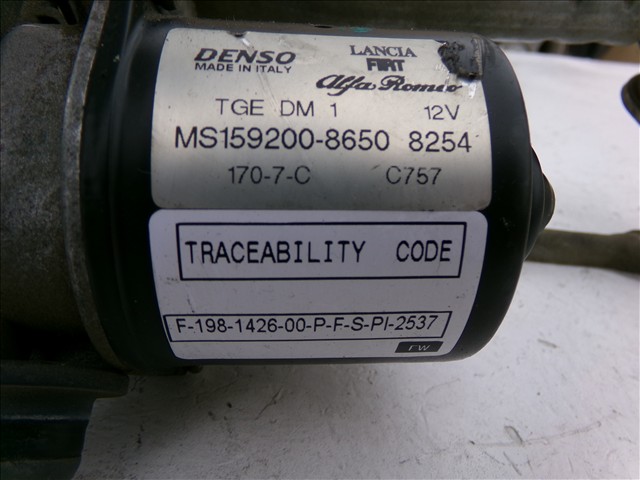 DENSO LANCIA
MADE IN ITALY FIAT
Alfa Romeo
TGE DM 1 12V
MS159200-8650 8254
170-7-C C757
TRACEABILITY CODE
F-198-1426-00-P-F-S-PI-2537
FW